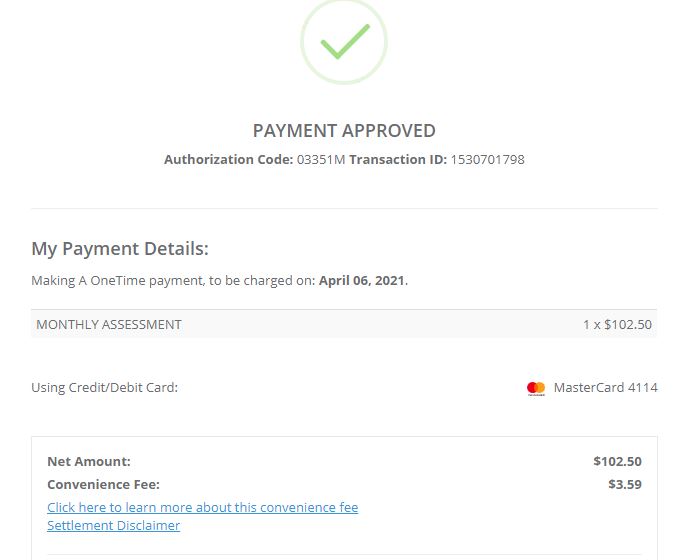 PAYMENT APPROVED
Authorization Code: 03351M Transaction ID: 1530701798
My Payment Details:
Making A OneTime payment, to be charged on: April 06, 2021.
MONTHLY ASSESSMENT 1 x $102.50
Using Credit/Debit Card: MasterCard 4114
Net Amount: $102.50
Convenience Fee: $3.59
Click here to learn more about this convenience fee
Settlement Disclaimer